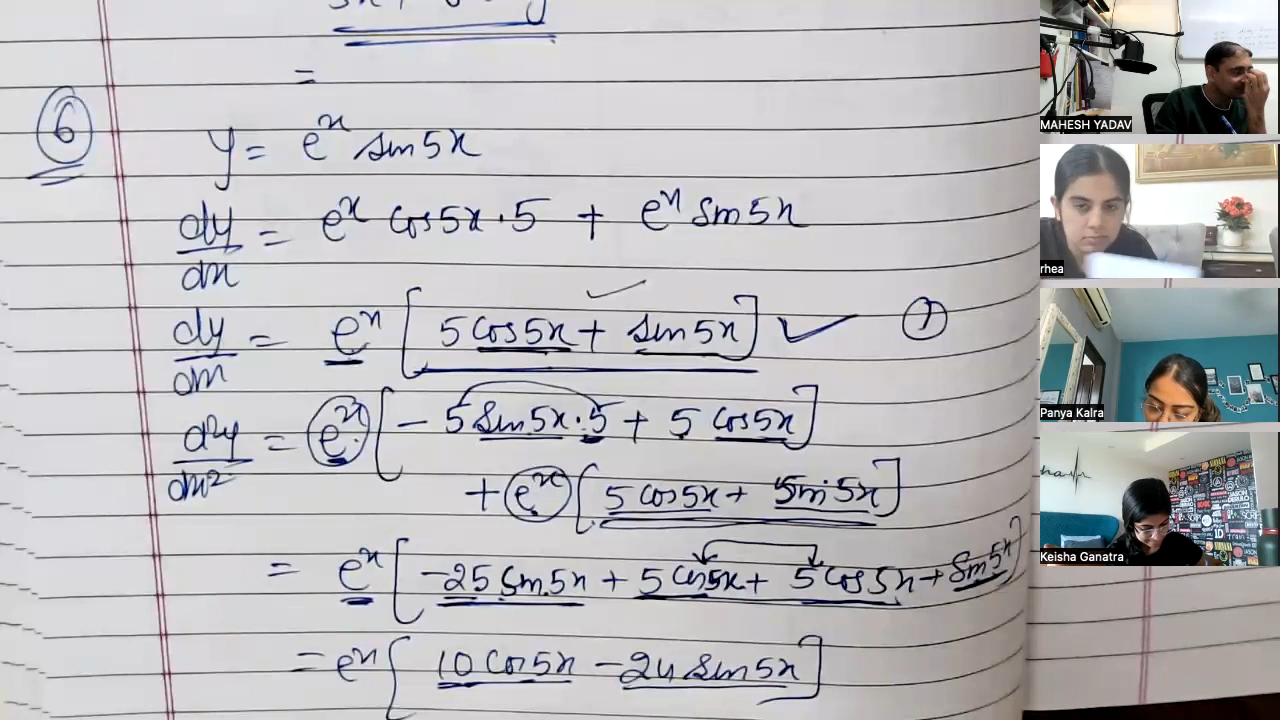 =
6
y = e^x sin5x
dy/dx = e^x cos5x·5 + e^x sin5x
dy/dx = e^x [5cos5x + sin5x] ✓ 1
d²y/dx² = e^x [-5sin5x·5 + 5cos5x]
+ e^x [5cos5x + sin5x]
= e^x [-25sin5x + 5cos5x + 5cos5x + sin5x]
= e^x [10cos5x - 24sin5x]
MAHESH YADAV
rhea
Panya Kalra
Keisha Ganatra